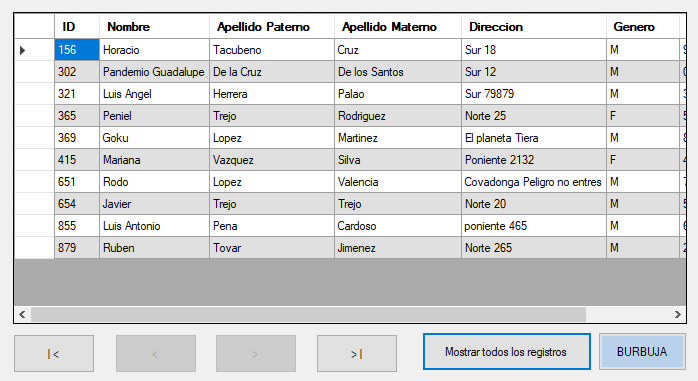 ID Nombre Apellido Paterno Apellido Materno Direccion Genero
156 Horacio Tacubeno Cruz Sur 18 M
302 Pandemio Guadalupe De la Cruz De los Santos Sur 12 M
321 Luis Angel Herrera Palao Sur 79879 M
365 Peniel Trejo Rodriguez Norte 25 F
369 Goku Lopez Martinez El planeta Tiera M
415 Mariana Vazquez Silva Poniente 2132 F
651 Rodo Lopez Valencia Covadonga Peligro no entres M
654 Javier Trejo Trejo Norte 20 M
855 Luis Antonio Pena Cardoso poniente 465 M
879 Ruben Tovar Jimenez Norte 265 M
|< < > >| Mostrar todos los registros BURBUJA